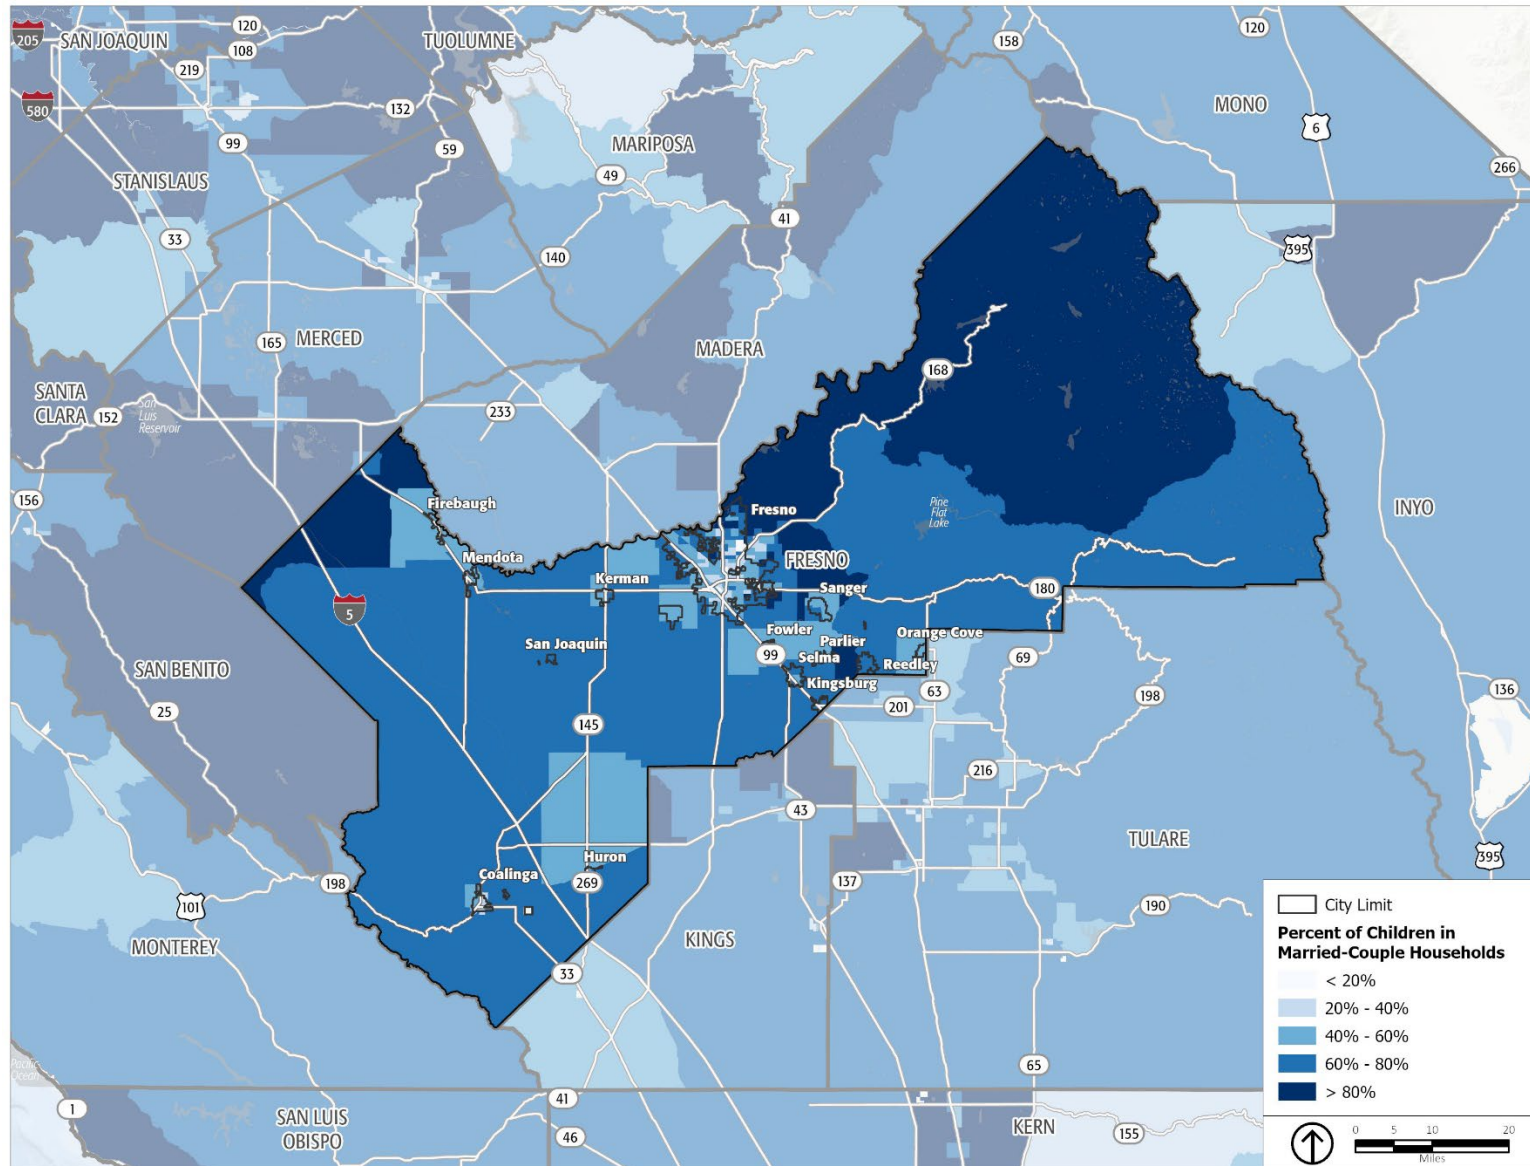 205
SAN JOAQUIN
120
108
TUOLUMNE
158
120
219
580
132
MONO
6
99
59
MARIPOSA
266
STANISLAUS
49
41
33
395
140
165
MERCED
MADERA
168
SANTA
CLARA
152
San
Luis
Reservoir
233
156
Firebaugh
Fresno
Pine
Flat
Lake
INYO
Mendota
FRESNO
Kerman
Sanger
180
5
San Joaquin
Fowler
Parlier
Orange Cove
99
Selma
Reedley
69
SAN BENITO
Kingsburg
63
198
136
25
145
201
216
43
TULARE
Huron
395
Coalinga
198
269
137
101
190
MONTEREY
KINGS
33
Pacific
Ocean
65
1
41
SAN LUIS
OBISPO
46
KERN
155
City Limit
Percent of Children in
Married-Couple Households
< 20%
20% - 40%
40% - 60%
60% - 80%
> 80%
0 5 10 20
Miles